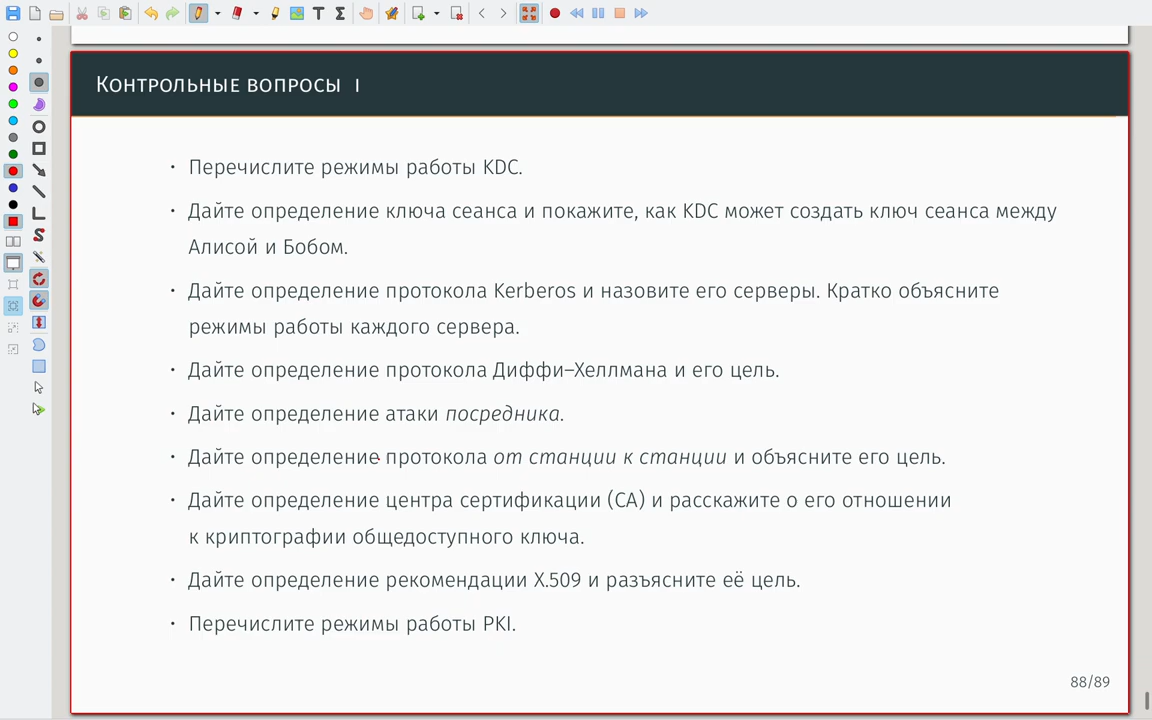 Контрольные вопросы I
• Перечислите режимы работы KDC.
• Дайте определение ключа сеанса и покажите, как KDC может создать ключ сеанса между
Алисой и Бобом.
• Дайте определение протокола Kerberos и назовите его серверы. Кратко объясните
режимы работы каждого сервера.
• Дайте определение протокола Диффи–Хеллмана и его цель.
• Дайте определение атаки посредника.
• Дайте определение протокола от станции к станции и объясните его цель.
• Дайте определение центра сертификации (CA) и расскажите о его отношении
к криптографии общедоступного ключа.
• Дайте определение рекомендации X.509 и разъясните её цель.
• Перечислите режимы работы PKI.
88/89